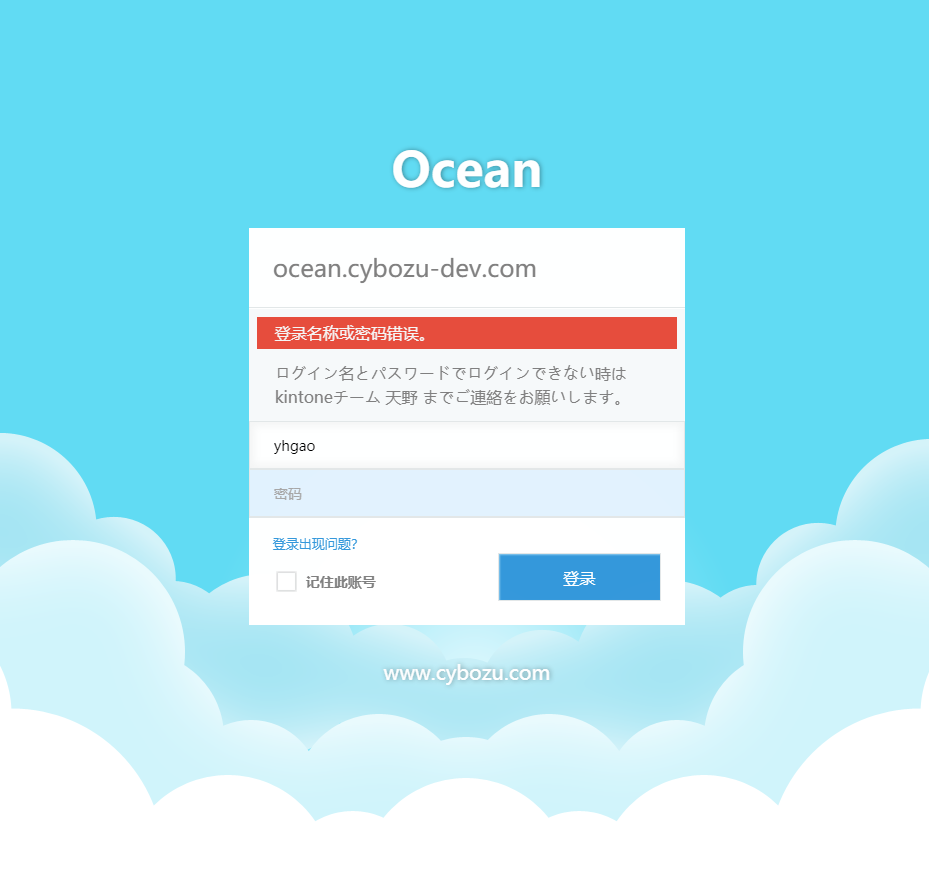 Ocean
ocean.cybozu-dev.com
登录名称或密码错误。
ログイン名とパスワードでログインできない時は
kintoneチーム 天野 までご連絡をお願いします。
yhgao
密码
登录出现问题?
记住此账号
登录
www.cybozu.com